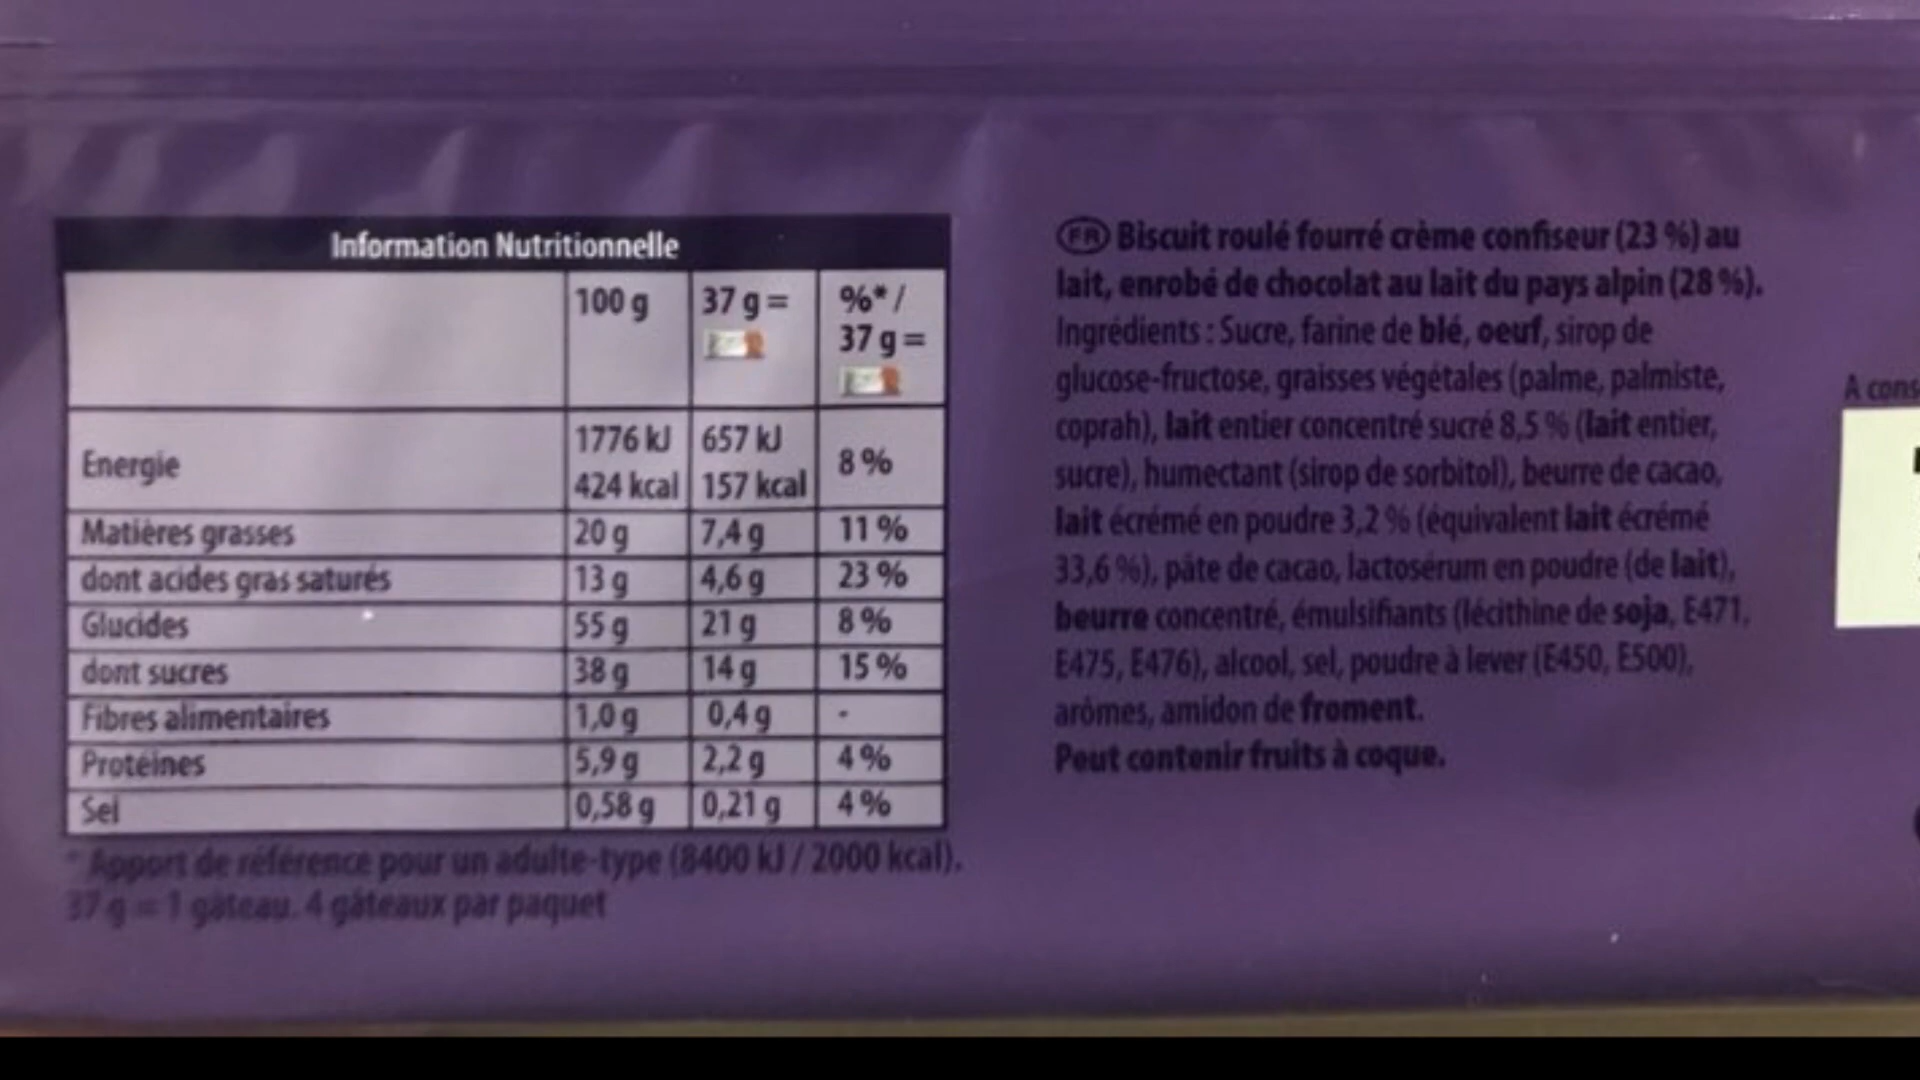 Information Nutritionnelle
100 g 37 g = %* /
37 g =
Energie 1776 kJ 657 kJ 8 %
424 kcal 157 kcal
Matières grasses 20 g 7,4 g 11 %
dont acides gras saturés 13 g 4,6 g 23 %
Glucides 55 g 21 g 8 %
dont sucres 38 g 14 g 15 %
Fibres alimentaires 1,0 g 0,4 g -
Protéines 5,9 g 2,2 g 4 %
Sel 0,58 g 0,21 g 4 %
* Apport de référence pour un adulte-type (8400 kJ / 2000 kcal).
37 g = 1 gâteau. 4 gâteaux par paquet
FR Biscuit roulé fourré crème confiseur (23 %) au
lait, enrobé de chocolat au lait du pays alpin (28 %).
Ingrédients : Sucre, farine de blé, oeuf, sirop de
glucose-fructose, graisses végétales (palme, palmiste,
coprah), lait entier concentré sucré 8,5 % (lait entier,
sucre), humectant (sirop de sorbitol), beurre de cacao,
lait écrémé en poudre 3,2 % (équivalent lait écrémé
33,6 %), pâte de cacao, lactosérum en poudre (de lait),
beurre concentré, émulsifiants (lécithine de soja, E471,
E475, E476), alcool, sel, poudre à lever (E450, E500),
arômes, amidon de froment.
Peut contenir fruits à coque.
A cons